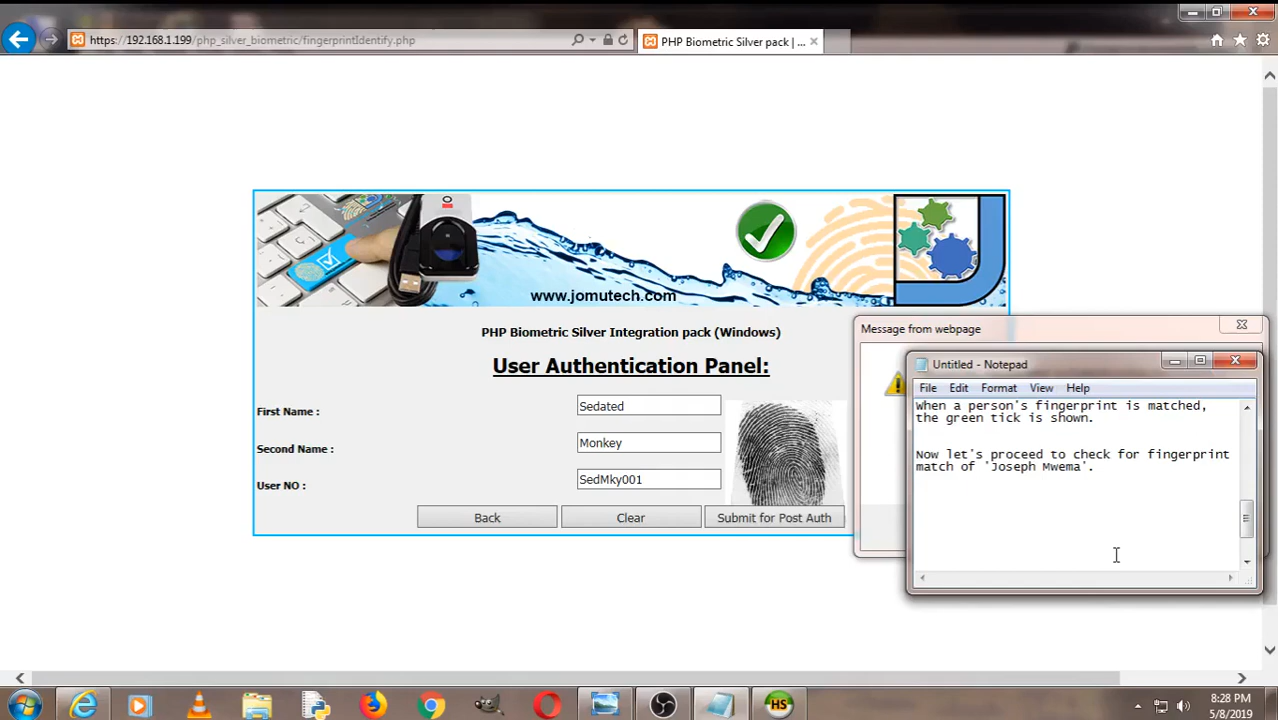 https://192.168.1.199/php_silver_biometric/fingerprintIdentify.php
PHP Biometric Silver pack | ...
www.jomutech.com
PHP Biometric Silver Integration pack (Windows)
User Authentication Panel:
First Name :
Sedated
Second Name :
Monkey
User NO :
SedMky001
Back
Clear
Submit for Post Auth
Message from webpage
Untitled - Notepad
File Edit Format View Help
When a person's fingerprint is matched,
the green tick is shown.
Now let's proceed to check for fingerprint
match of 'Joseph Mwema'.
HS
8:28 PM
5/8/2019